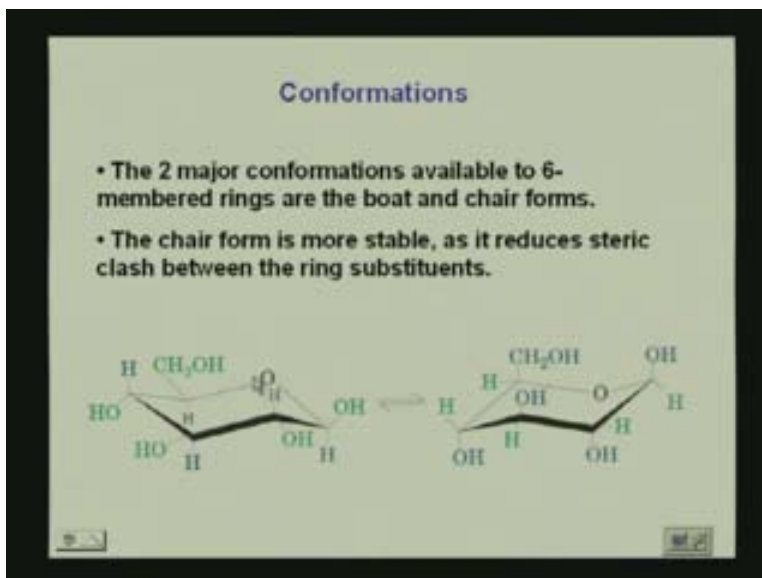 Conformations
• The 2 major conformations available to 6-
membered rings are the boat and chair forms.
• The chair form is more stable, as it reduces steric
clash between the ring substituents.
H CH₂OH O H
HO H OH
HO H OH H
CH₂OH OH
H OH O H
H H H
OH OH